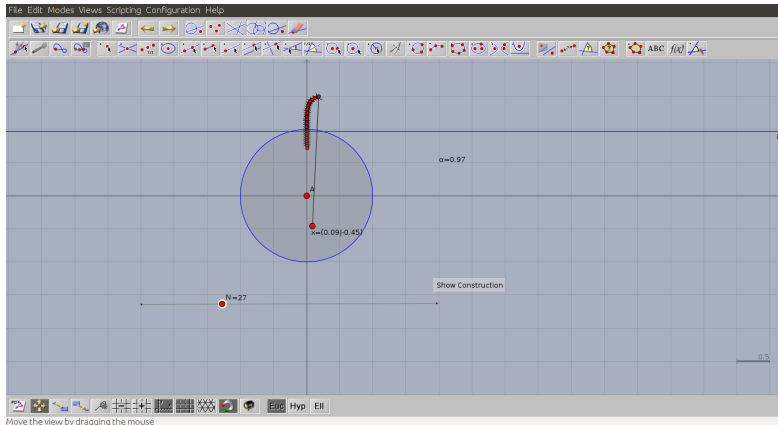 File Edit Modes Views Scripting Configuration Help
ABC f(x)
α=0.97
A
x=(0.09|-0.45)
N=27
Show Construction
0.5
Euc Hyp Ell
Move the view by dragging the mouse